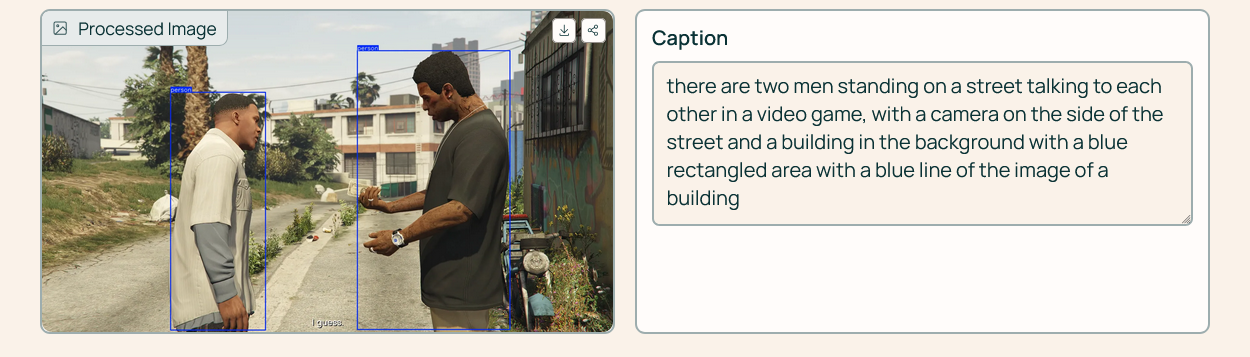 Processed Image
person
person
I guess.
Caption
there are two men standing on a street talking to each
other in a video game, with a camera on the side of the
street and a building in the background with a blue
rectangled area with a blue line of the image of a
building